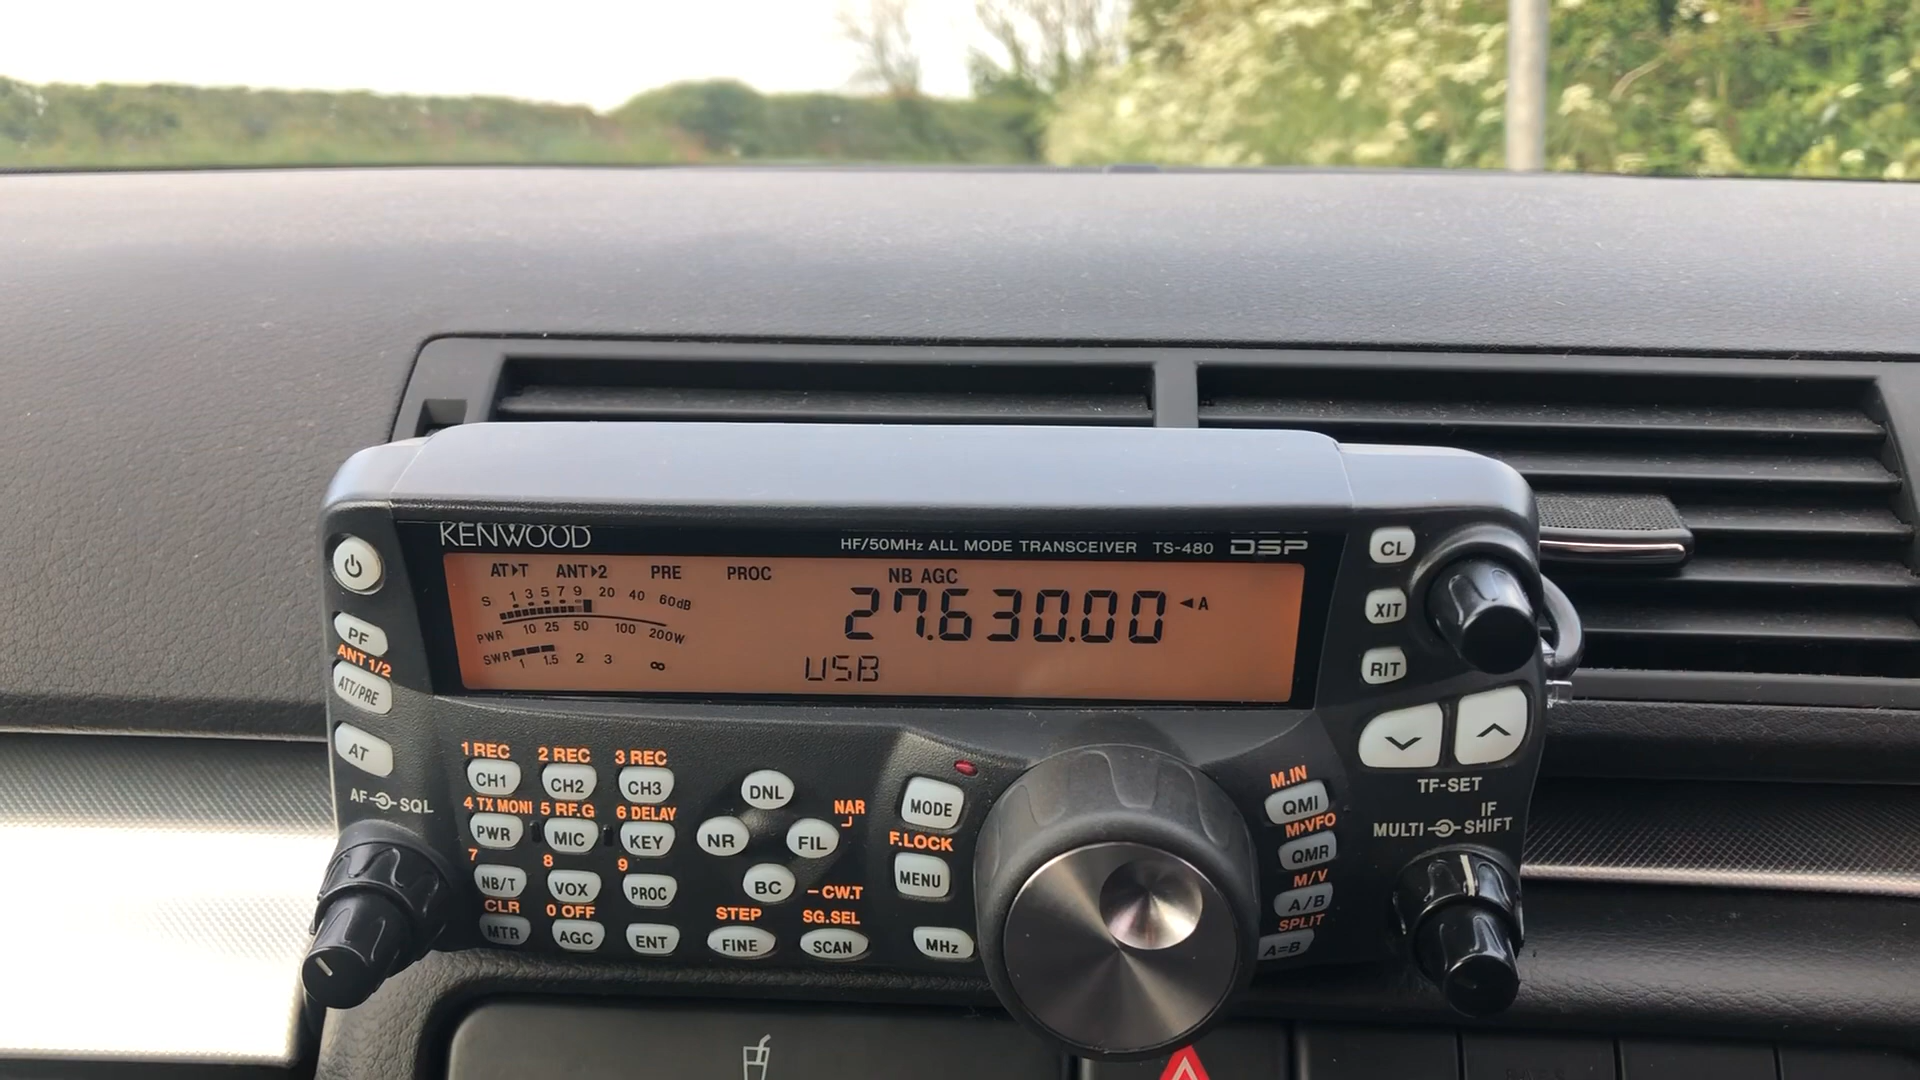 KENWOOD
HF/50MHz ALL MODE TRANSCEIVER TS-480 DSP
AT▸T ANT▸2 PRE PROC NB AGC
S 1 3 5 7 9 20 40 60dB
27.630.00 ◄A
PWR 10 25 50 100 200W
SWR 1 1.5 2 3 ∞
USB
CL
XIT
RIT
PF
ANT 1/2
ATT/PRE
AT
AF SQL
1 REC 2 REC 3 REC
CH1 CH2 CH3
4 TX MONI 5 RF.G 6 DELAY
PWR MIC KEY
7 8 9
NB/T VOX PROC
CLR 0 OFF
MTR AGC ENT
DNL
NAR
NR FIL
BC
CW.T
STEP SG.SEL
FINE SCAN
MODE
F.LOCK
MENU
MHz
M.IN
QMI
M▸VFO
QMR
M/V
A/B
SPLIT
A=B
TF-SET
IF
MULTI SHIFT